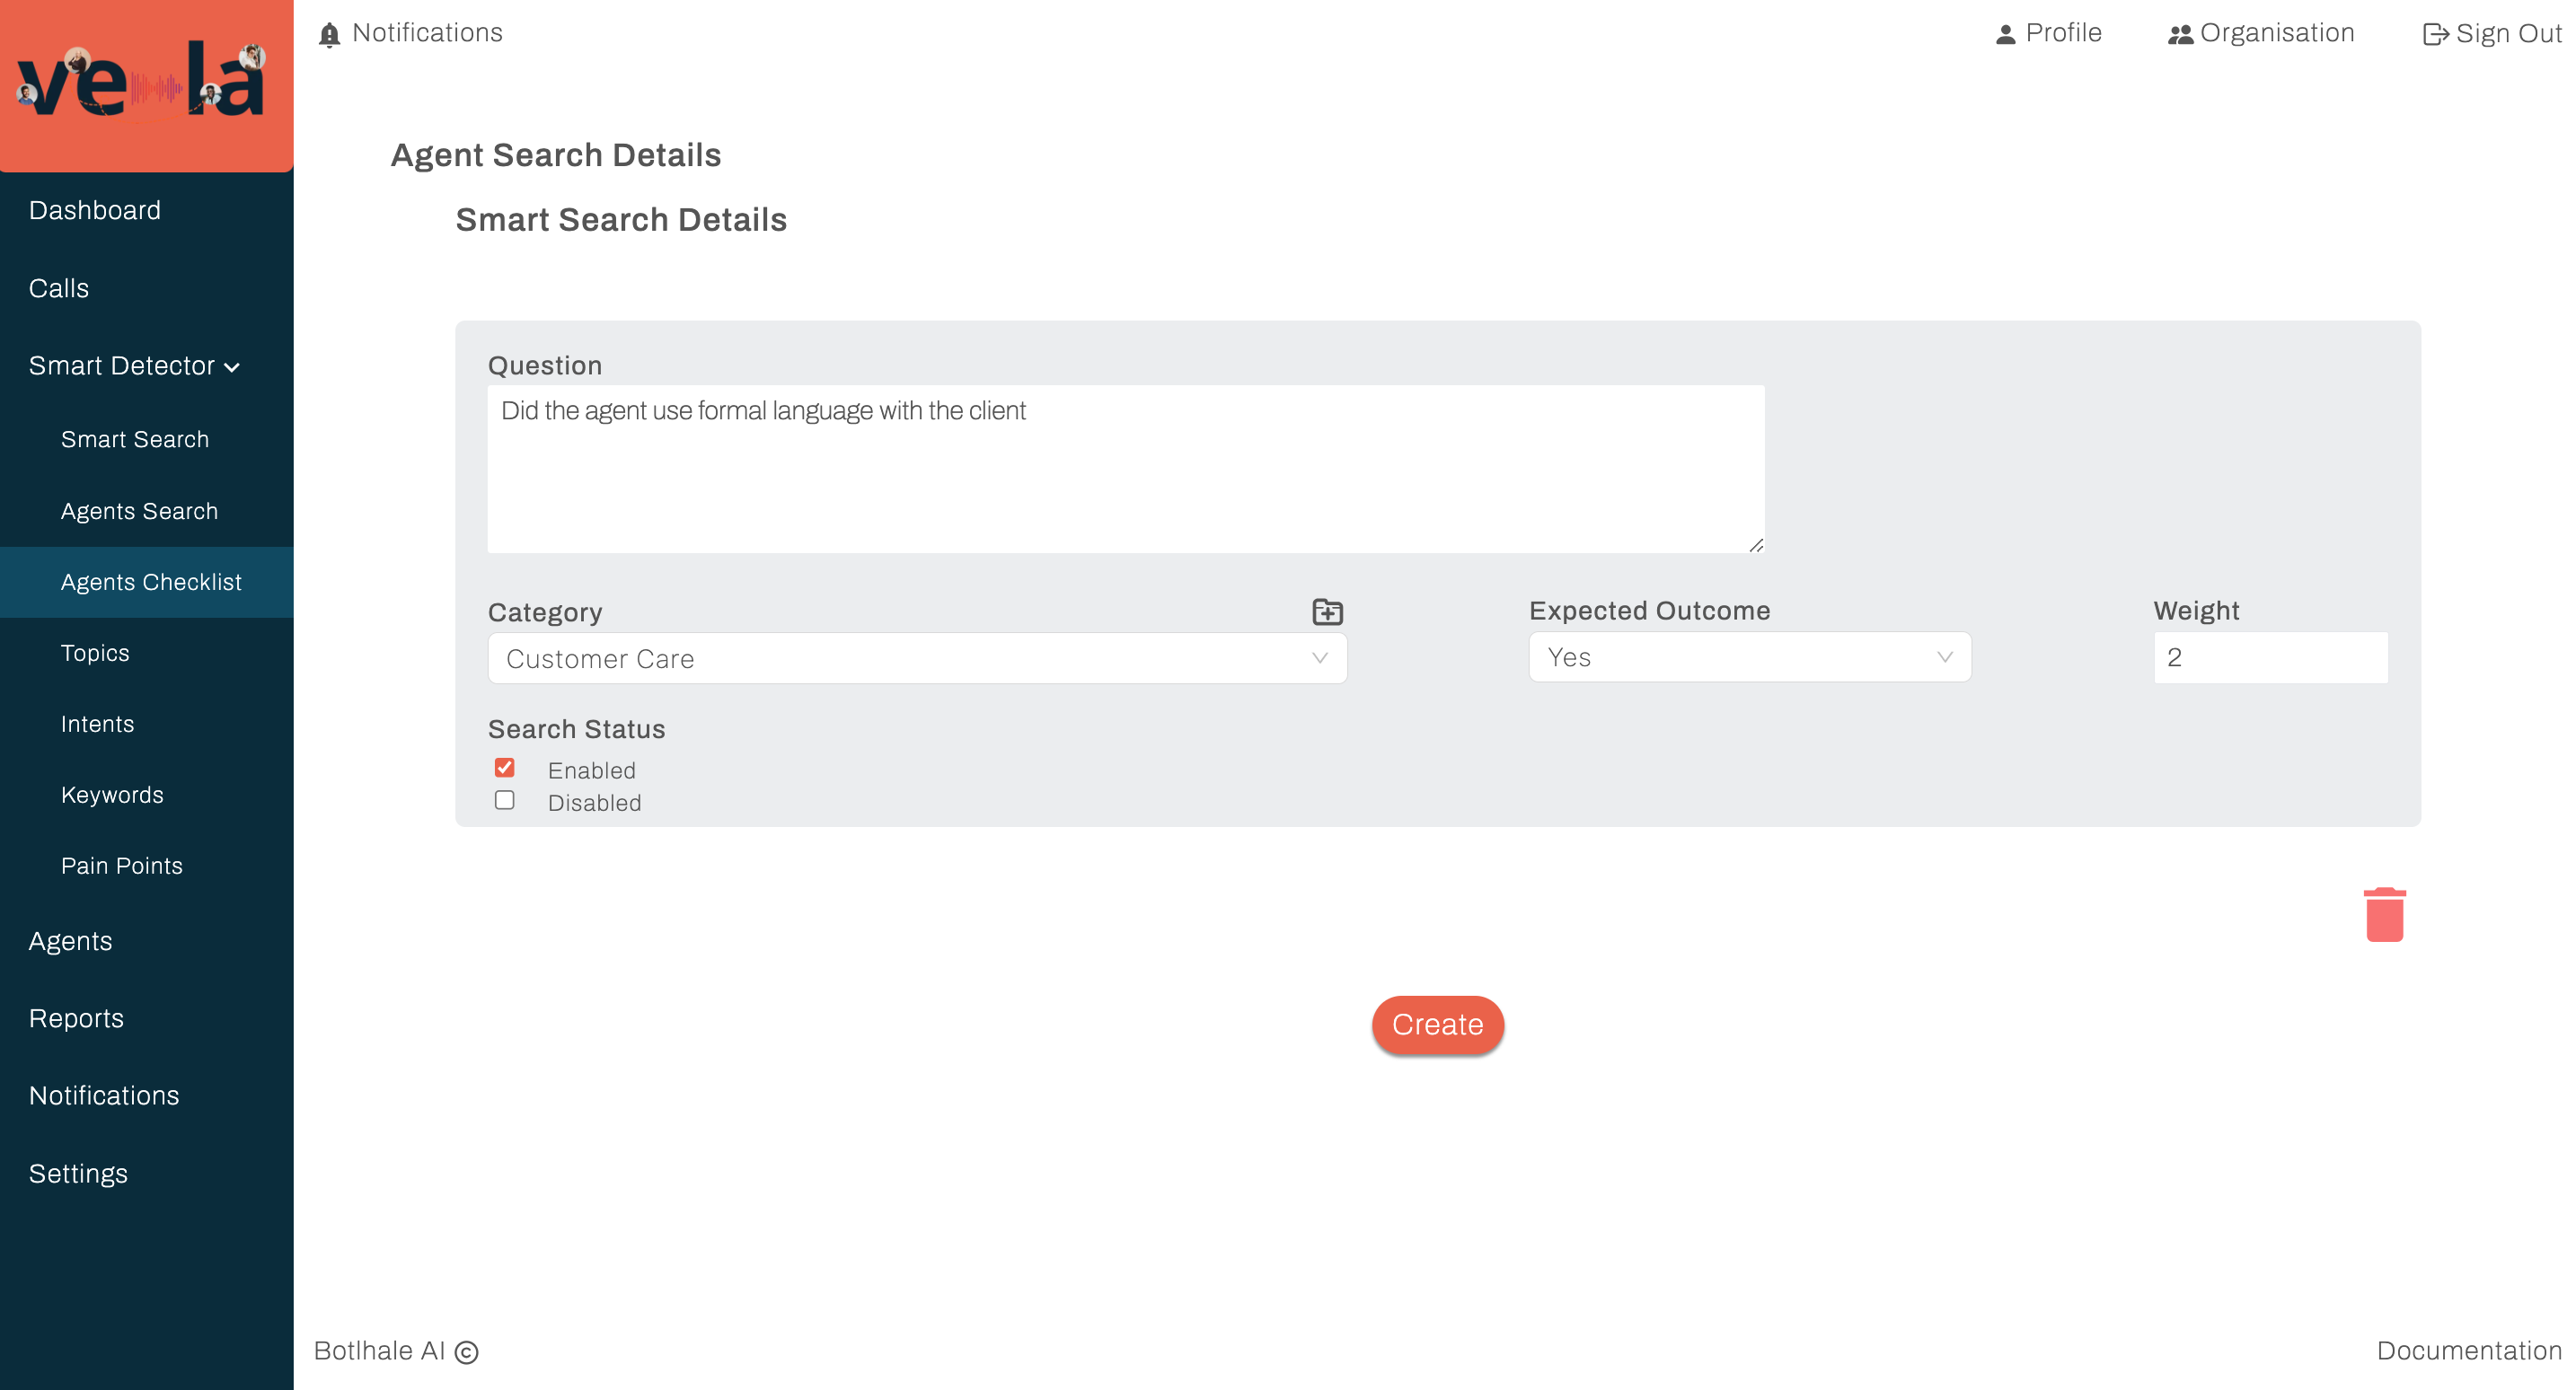 vela
Notifications
Profile
Organisation
Sign Out
Dashboard
Calls
Smart Detector
Smart Search
Agents Search
Agents Checklist
Topics
Intents
Keywords
Pain Points
Agents
Reports
Notifications
Settings
Agent Search Details
Smart Search Details
Question
Did the agent use formal language with the client
Category
Customer Care
Expected Outcome
Yes
Weight
2
Search Status
Enabled
Disabled
Create
Botlhale AI ©
Documentation